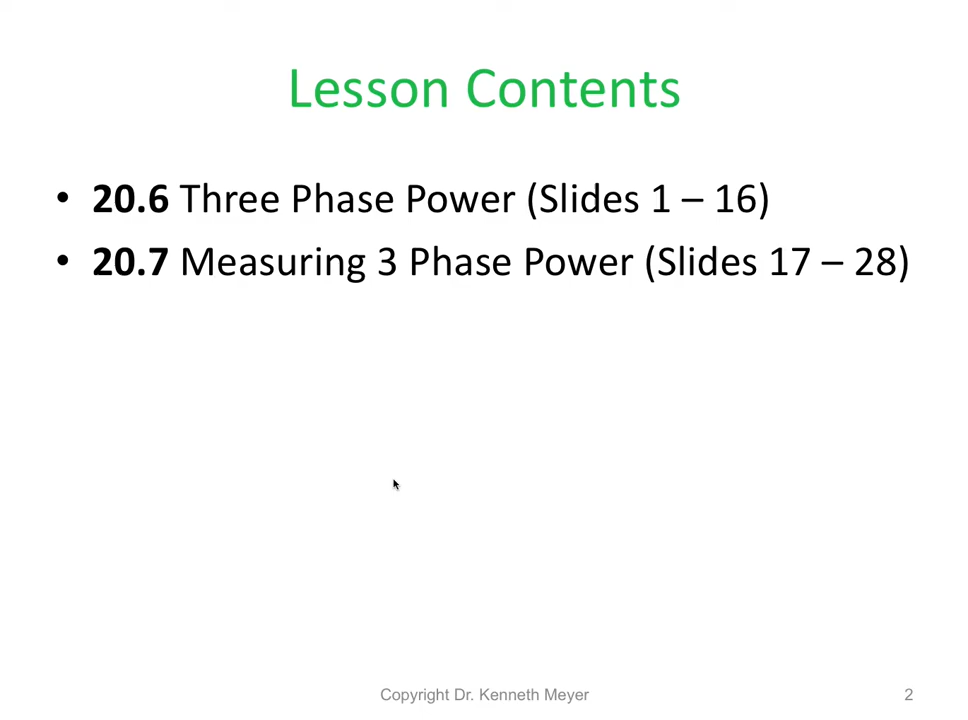 Lesson Contents
• 20.6 Three Phase Power (Slides 1 – 16)
• 20.7 Measuring 3 Phase Power (Slides 17 – 28)
Copyright Dr. Kenneth Meyer
2